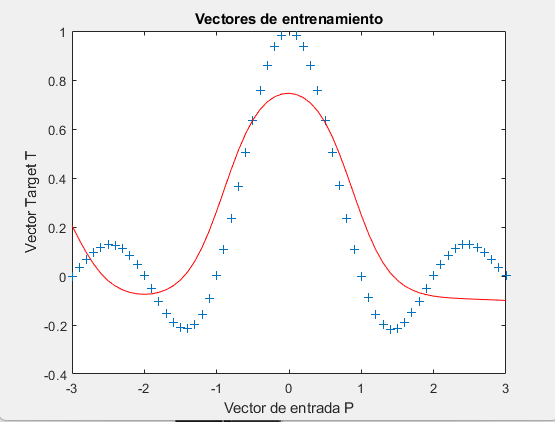 Vectores de entrenamiento
1
0.8
0.6
0.4
0.2
0
-0.2
-0.4
Vector Target T
-3 -2 -1 0 1 2 3
Vector de entrada P